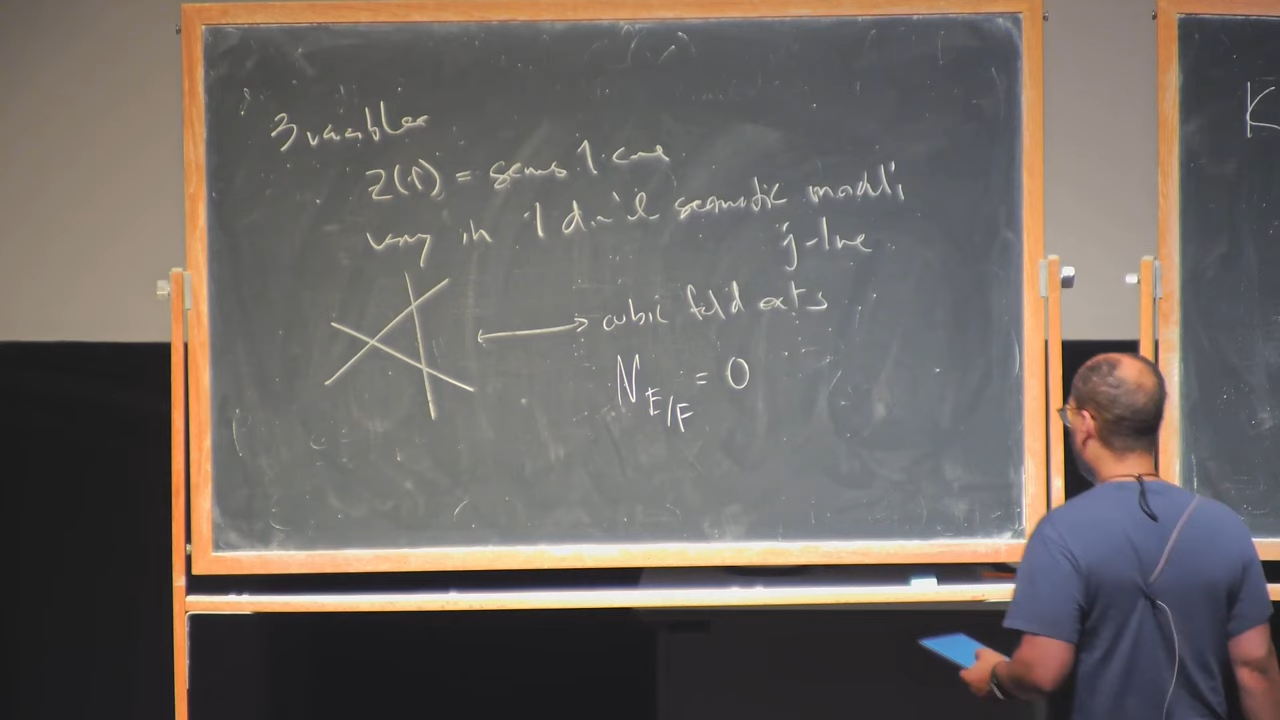 3 variables
Z(f) = genus 1 curve
vary in 1 dim'l geometric moduli
j-line
cubic field exts
N_{E/F} = 0
K